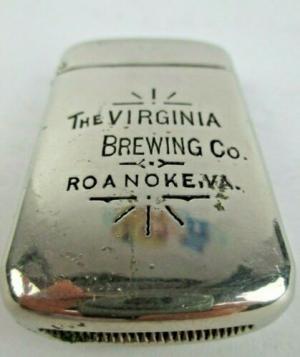 THE VIRGINIA
BREWING CO.
ROANOKE, VA.